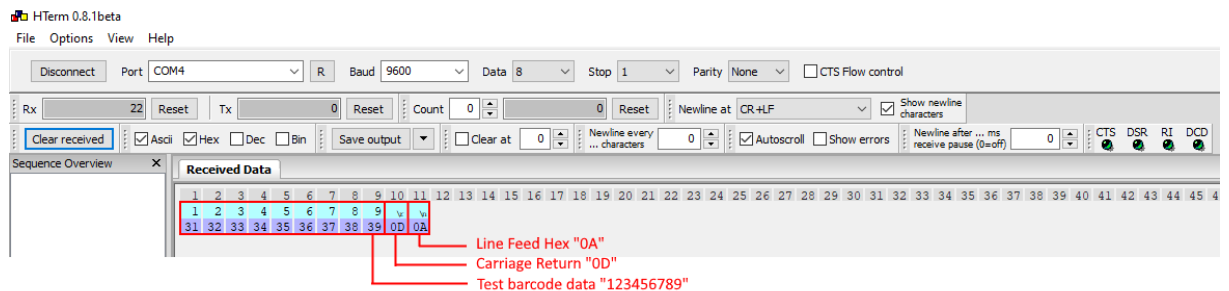 HTerm 0.8.1beta
File Options View Help
Disconnect Port COM4 R Baud 9600 Data 8 Stop 1 Parity None CTS Flow control
Rx 22 Reset Tx 0 Reset Count 0 0 Reset Newline at CR+LF Show newline characters
Clear received Ascii Hex Dec Bin Save output Clear at 0 Newline every ... characters 0 Autoscroll Show errors Newline after ... ms receive pause (0=off) 0 CTS DSR RI DCD
Sequence Overview X Received Data
1 2 3 4 5 6 7 8 9 10 11 12 13 14 15 16 17 18 19 20 21 22 23 24 25 26 27 28 29 30 31 32 33 34 35 36 37 38 39 40 41 42 43 44 45 4
1 2 3 4 5 6 7 8 9 \r \n
31 32 33 34 35 36 37 38 39 0D 0A
Line Feed Hex "0A"
Carriage Return "0D"
Test barcode data "123456789"